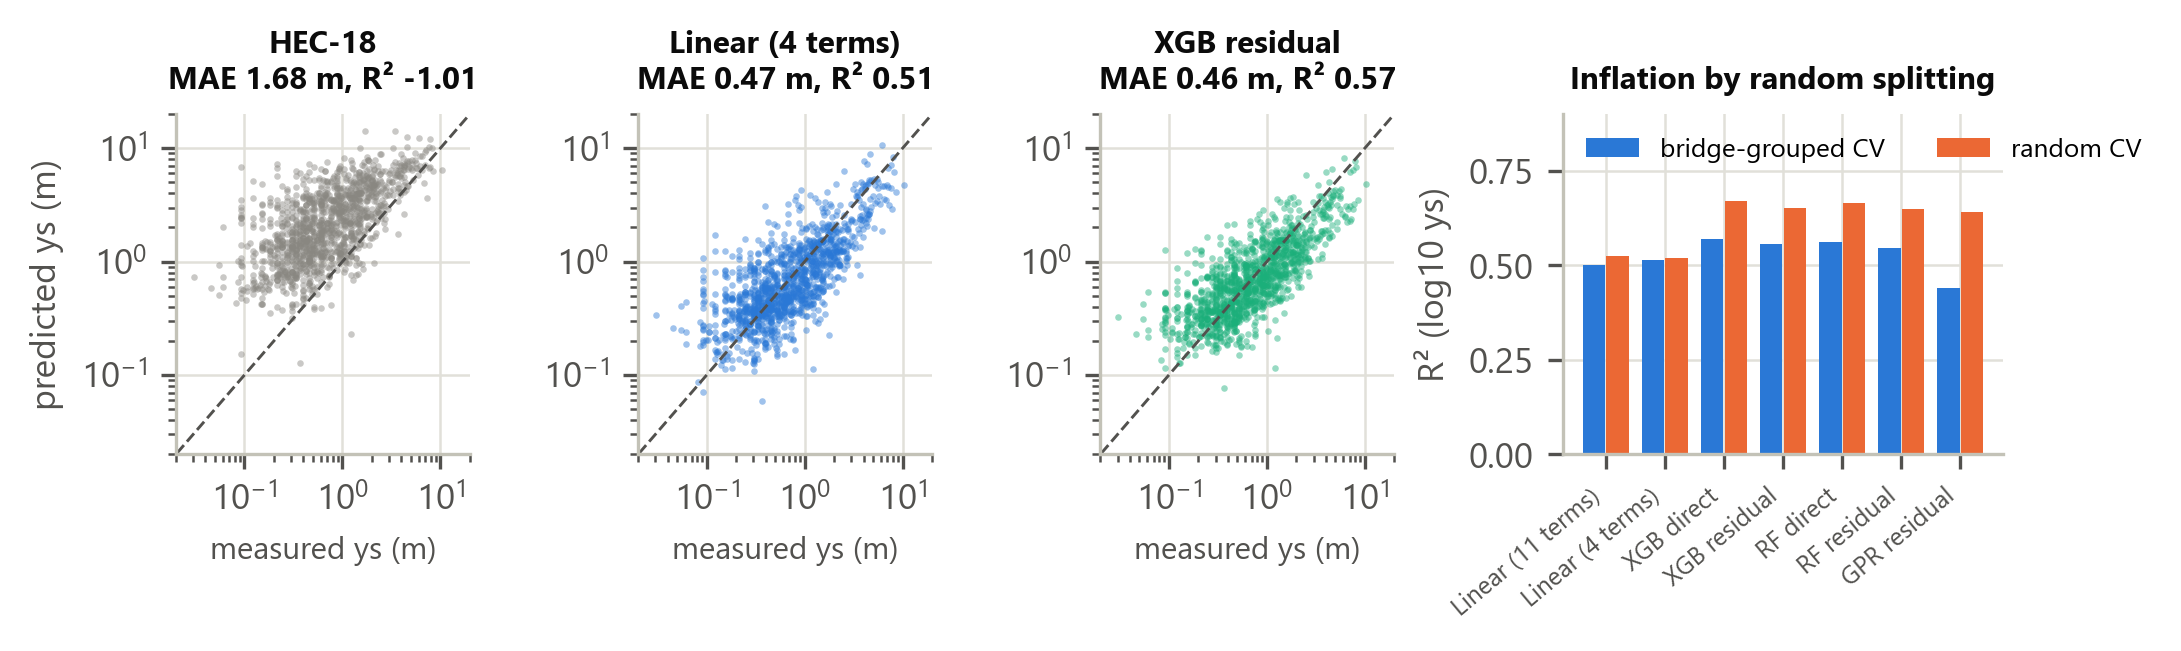 HEC-18
MAE 1.68 m, R² -1.01
predicted ys (m)
10¹
10⁰
10⁻¹
10⁻¹ 10⁰ 10¹
measured ys (m)
Linear (4 terms)
MAE 0.47 m, R² 0.51
10¹
10⁰
10⁻¹
10⁻¹ 10⁰ 10¹
measured ys (m)
XGB residual
MAE 0.46 m, R² 0.57
10¹
10⁰
10⁻¹
10⁻¹ 10⁰ 10¹
measured ys (m)
Inflation by random splitting
bridge-grouped CV random CV
R² (log10 ys)
0.75
0.50
0.25
0.00
Linear (11 terms)
Linear (4 terms)
XGB direct
XGB residual
RF direct
RF residual
GPR residual